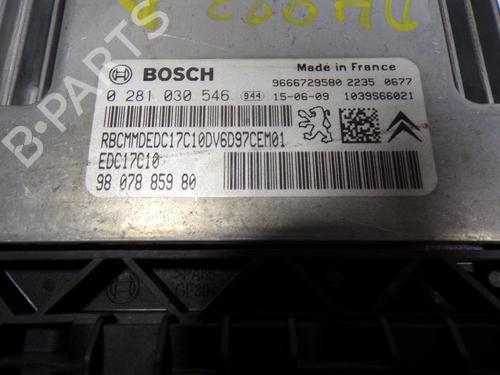 BOSCH
Made in France
9666729580 2235 0677
0 281 030 546 944 15-06-09 1039S66021
RBCMMDEDC17C10DV6D97CEM01
EDC17C10
98 078 859 80